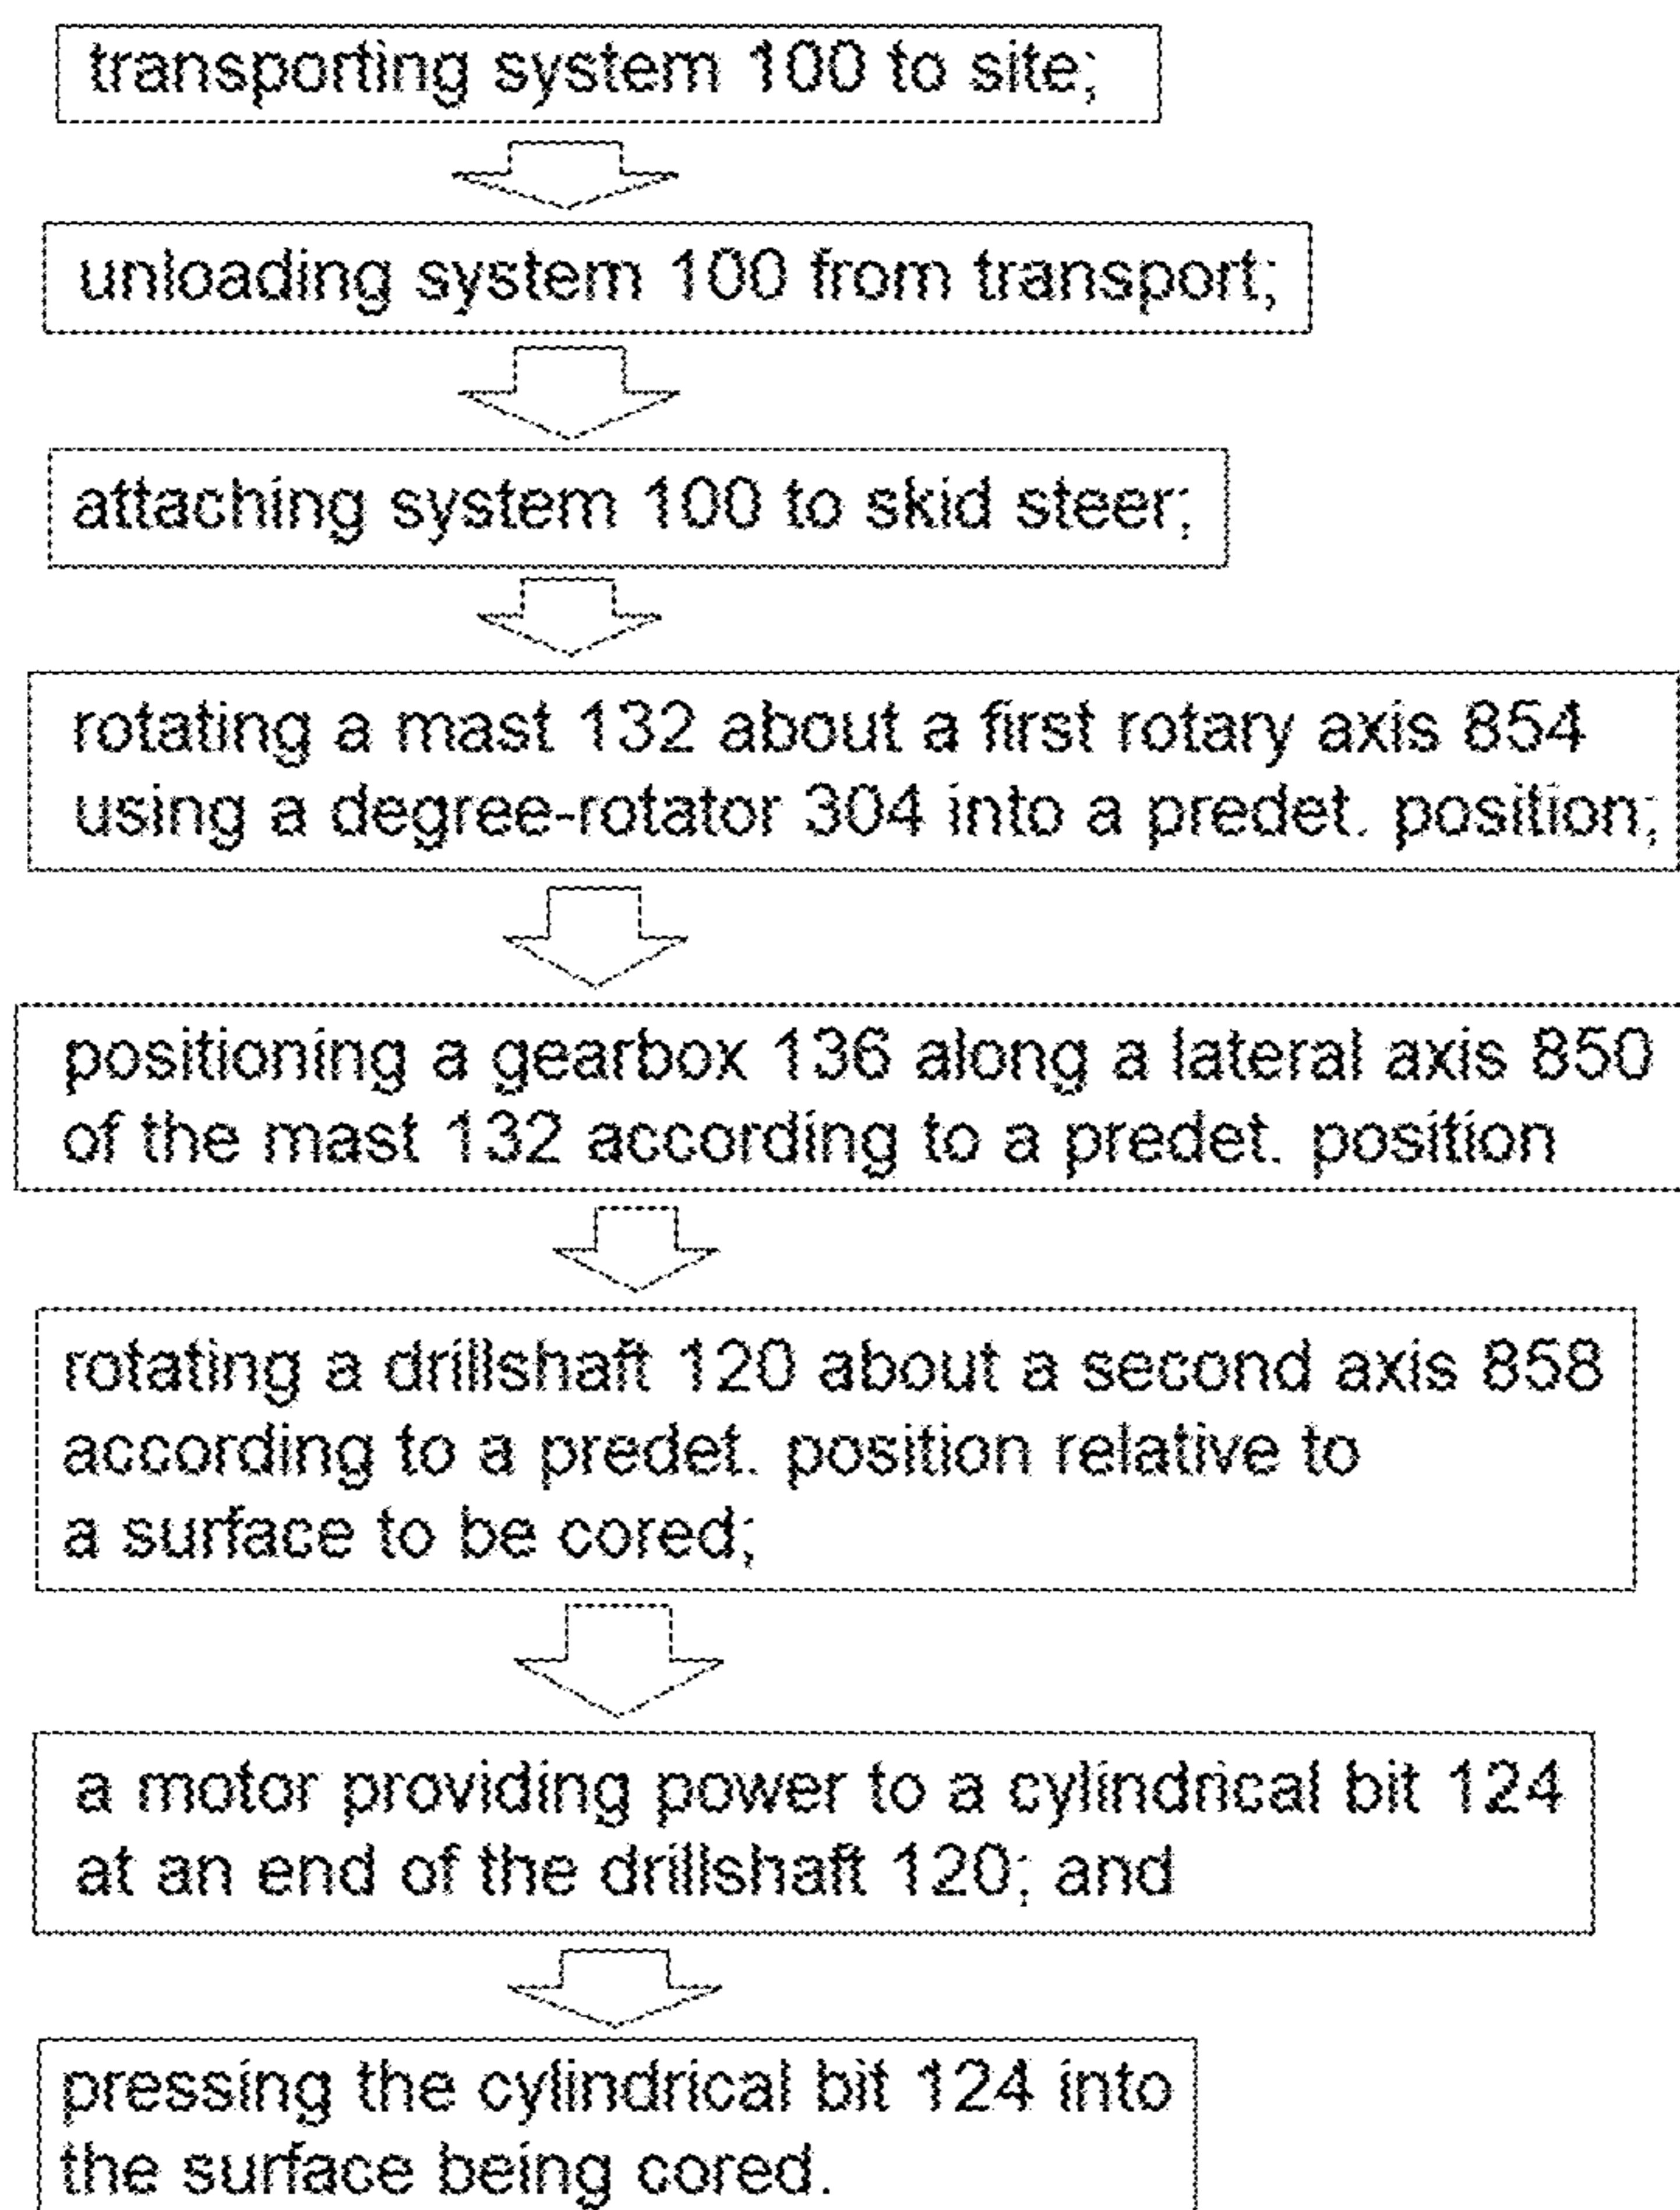 transporting system 100 to site;
unloading system 100 from transport;
attaching system 100 to skid steer;
rotating a mast 132 about a first rotary axis 854
using a degree-rotator 304 into a predet. position;
positioning a gearbox 136 along a lateral axis 850
of the mast 132 according to a predet. position
rotating a drillshaft 120 about a second axis 858
according to a predet. position relative to
a surface to be cored;
a motor providing power to a cylindrical bit 124
at an end of the drillshaft 120; and
pressing the cylindrical bit 124 into
the surface being cored.